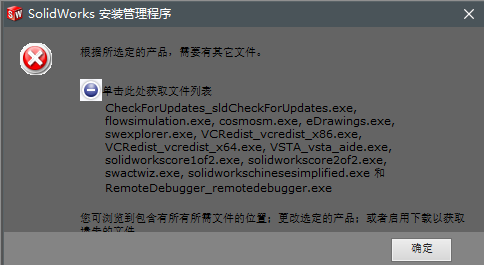 SolidWorks 安装管理程序
根据所选定的产品，需要有其它文件。
单击此处获取文件列表
CheckForUpdates_sldCheckForUpdates.exe,
flowsimulation.exe, cosmosm.exe, eDrawings.exe,
swexplorer.exe, VCRedist_vcredist_x86.exe,
VCRedist_vcredist_x64.exe, VSTA_vsta_aide.exe,
solidworkscore1of2.exe, solidworkscore2of2.exe,
swactwiz.exe, solidworkschinesesimplified.exe 和
RemoteDebugger_remotedebugger.exe
您可浏览到包含有所有所需文件的位置；更改选定的产品；或者启用下载以获取
的文件
确定